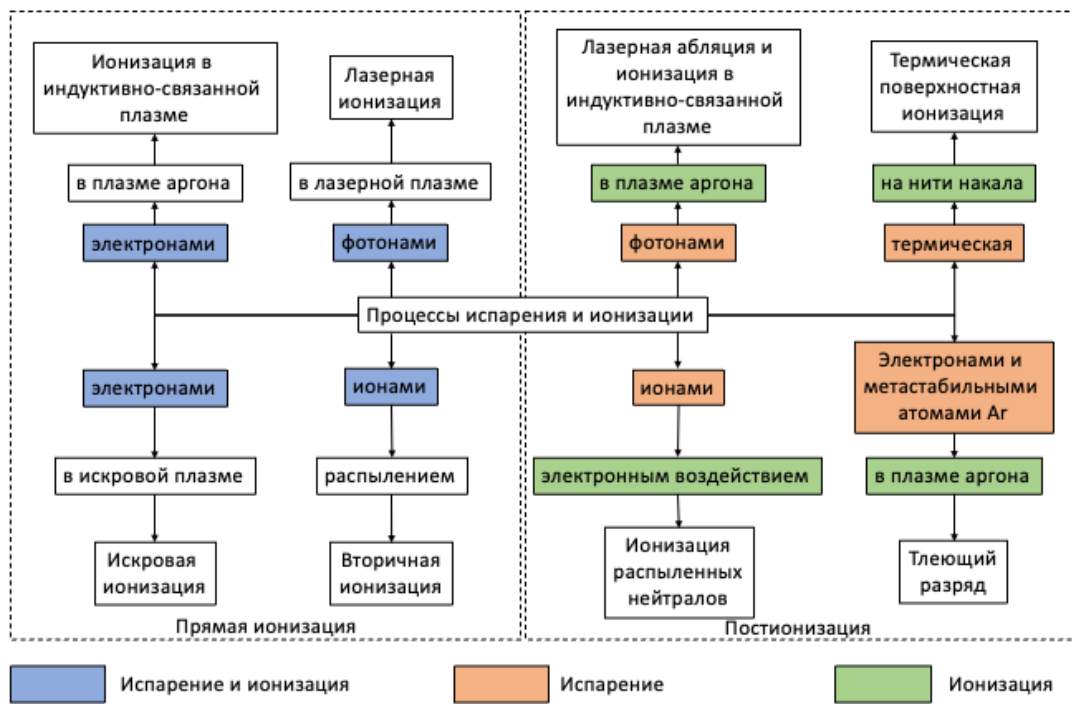 Ионизация в
индуктивно-связанной
плазме
Лазерная
ионизация
Лазерная абляция и
ионизация в
индуктивно-связанной
плазме
Термическая
поверхностная
ионизация
в плазме аргона
в лазерной плазме
в плазме аргона
на нити накала
электронами
фотонами
фотонами
термическая
Процессы испарения и ионизации
электронами
ионами
ионами
Электронами и
метастабильными
атомами Ar
в искровой плазме
распылением
электронным воздействием
в плазме аргона
Искровая
ионизация
Вторичная
ионизация
Ионизация
распыленных
нейтралов
Тлеющий
разряд
Прямая ионизация
Постионизация
Испарение и ионизация
Испарение
Ионизация